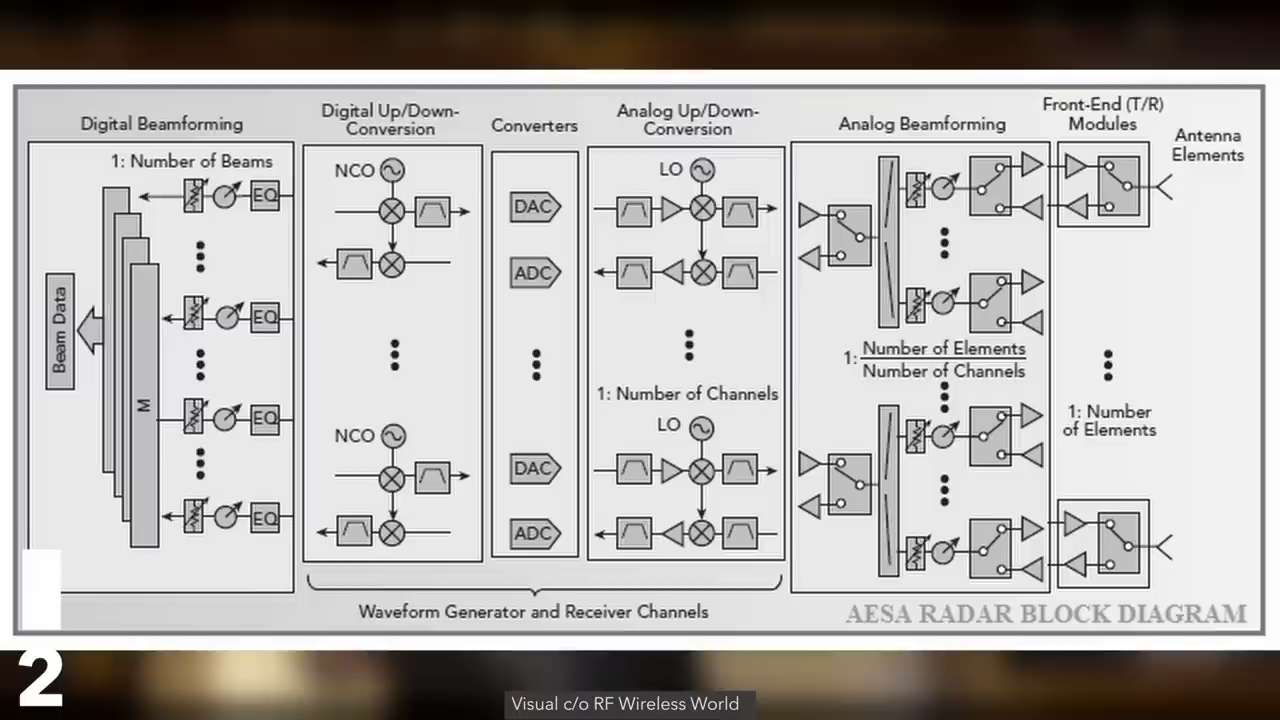 Digital Beamforming
Digital Up/Down-
Conversion
Converters
Analog Up/Down-
Conversion
Analog Beamforming
Front-End (T/R)
Modules
Antenna
Elements
1: Number of Beams
EQ
EQ
EQ
EQ
Beam Data
M
NCO
NCO
DAC
ADC
DAC
ADC
LO
1: Number of Channels
LO
1: Number of Elements
Number of Channels
1: Number
of Elements
Waveform Generator and Receiver Channels
AESA RADAR BLOCK DIAGRAM
2
Visual c/o RF Wireless World